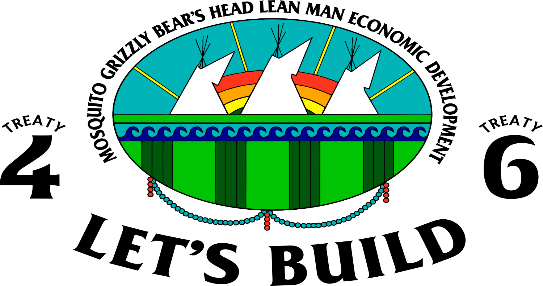 MOSQUITO GRIZZLY BEAR'S HEAD LEAN MAN ECONOMIC DEVELOPMENT
TREATY
4
TREATY
6
LET'S BUILD